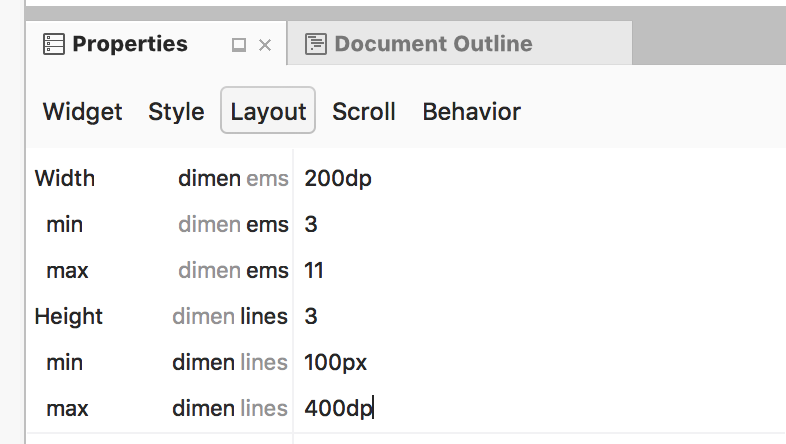 Properties Document Outline
Widget Style Layout Scroll Behavior
Width dimen ems 200dp
min dimen ems 3
max dimen ems 11
Height dimen lines 3
min dimen lines 100px
max dimen lines 400dp